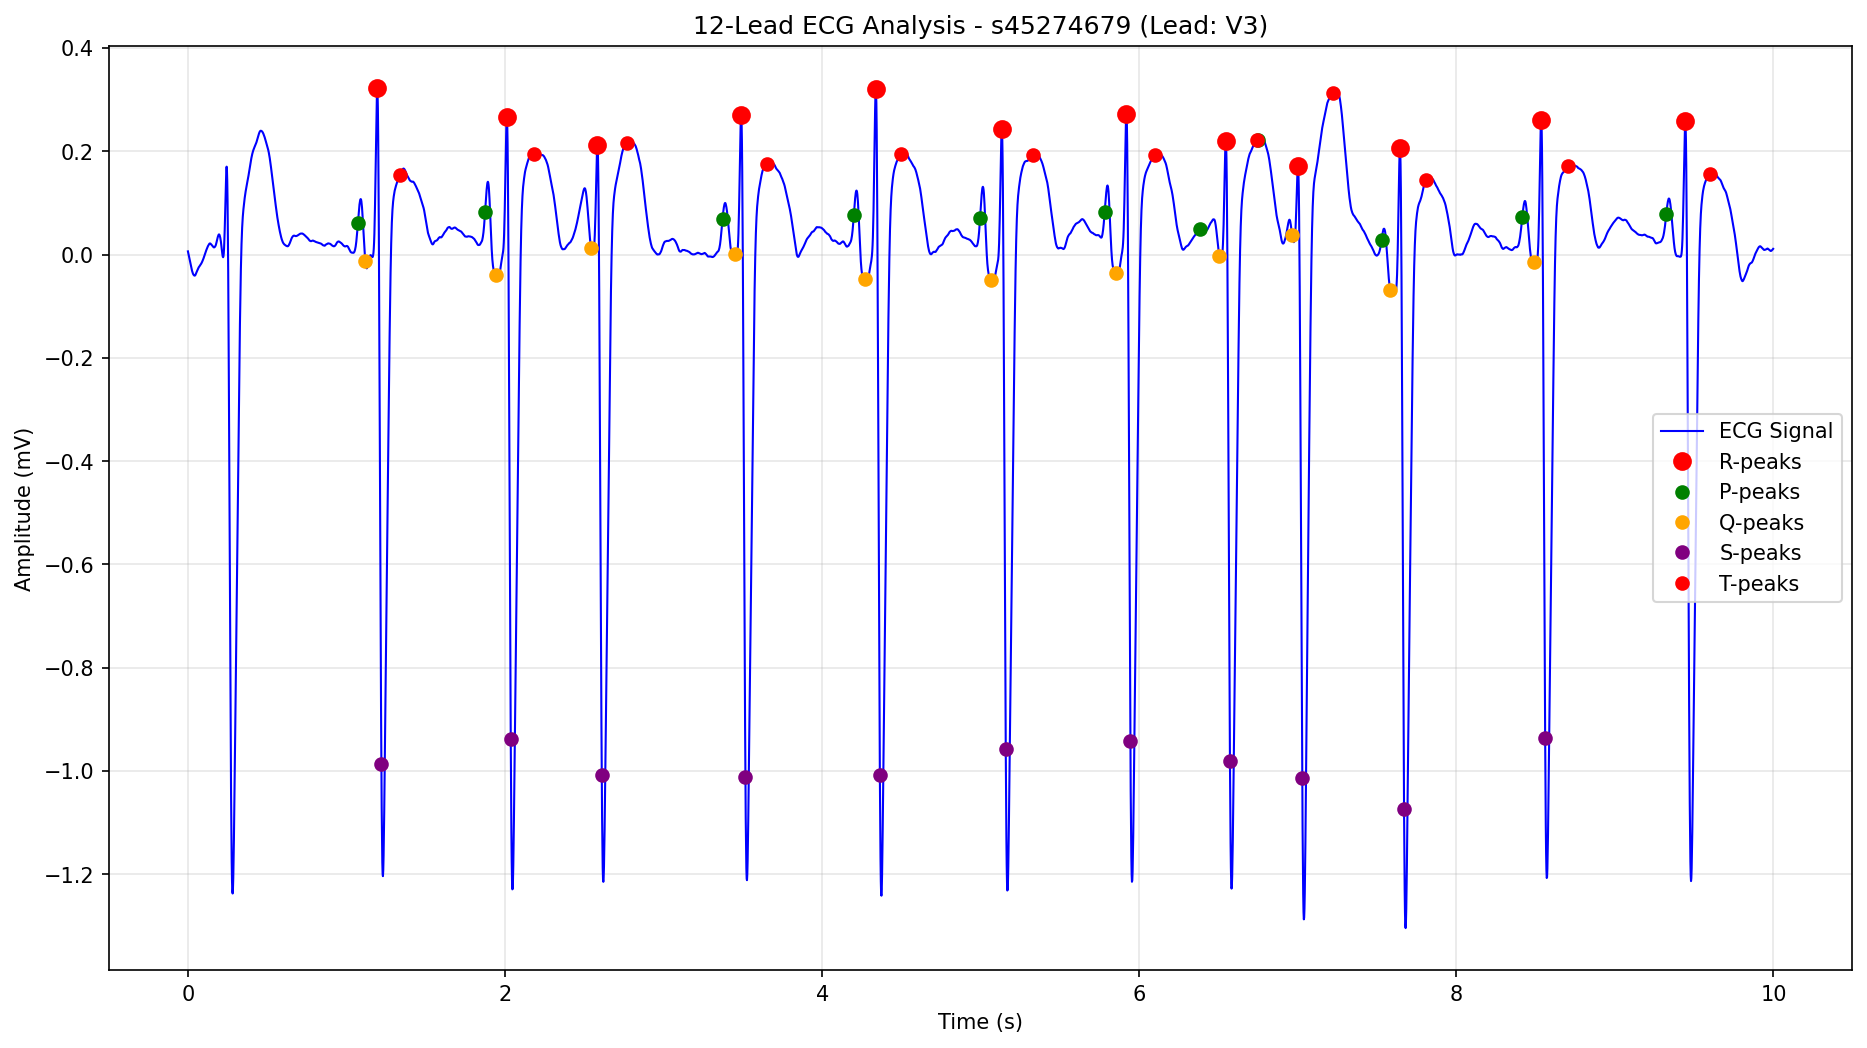 12-Lead ECG Analysis - s45274679 (Lead: V3)
Amplitude (mV)
0.4
0.2
0.0
−0.2
−0.4
−0.6
−0.8
−1.0
−1.2
ECG Signal
R-peaks
P-peaks
Q-peaks
S-peaks
T-peaks
0 2 4 6 8 10
Time (s)